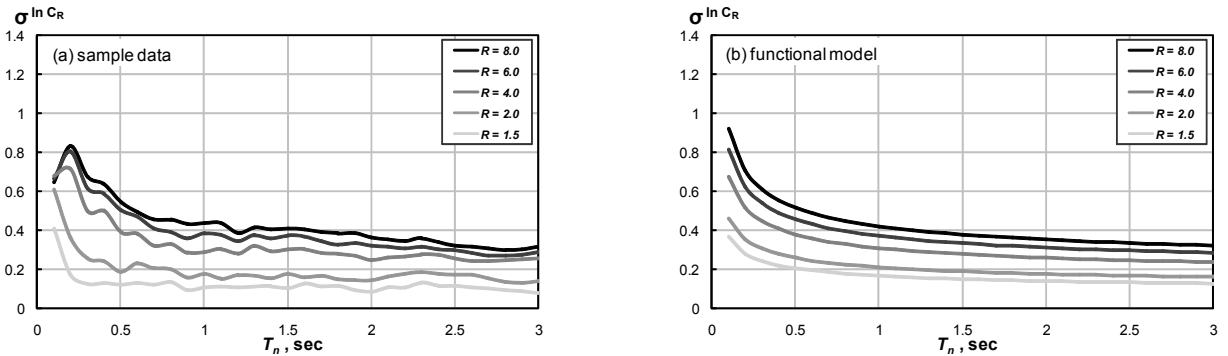 σ ln C_R
1.4
1.2
1
0.8
0.6
0.4
0.2
0
(a) sample data
R = 8.0
R = 6.0
R = 4.0
R = 2.0
R = 1.5
0 0.5 1 1.5 2 2.5 3
T_n , sec
σ ln C_R
1.4
1.2
1
0.8
0.6
0.4
0.2
0
(b) functional model
R = 8.0
R = 6.0
R = 4.0
R = 2.0
R = 1.5
0 0.5 1 1.5 2 2.5 3
T_n , sec